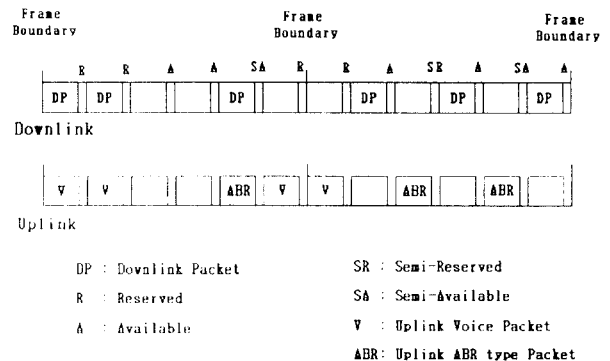 Frame Boundary
Frame Boundary
Frame Boundary
R R A A SA R R A SR A SA A
DP DP DP DP DP DP
Downlink
V V ABR V V ABR ABR
Uplink
DP : Downlink Packet
R : Reserved
A : Available
SR : Semi-Reserved
SA : Semi-Available
V : Uplink Voice Packet
ABR: Uplink ABR type Packet